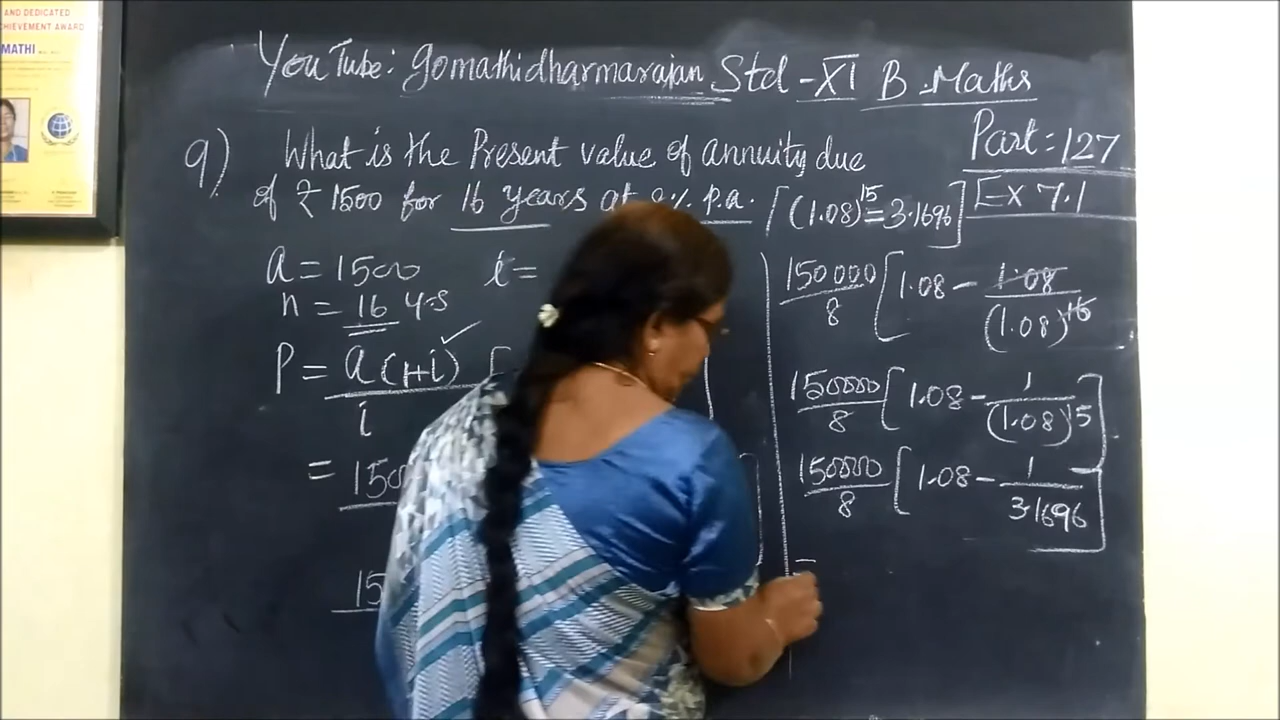 AND DEDICATED
CHIEVEMENT AWARD
MATHI
YouTube: gomathidharmarajan Std-XI B.Maths
Part:127
Ex 7.1
9) What is the Present value of annuity due
of ₹ 1500 for 16 years at 8% p.a. [(1.08)^15 = 3.1696]
a = 1500 i =
n = 16 yrs
P = a(1+i) [
i
= 150
15
150000/8 [1.08 - 1.08/(1.08)^16
150000/8 [1.08 - 1/(1.08)^15]
150000/8 [1.08 - 1/3.1696]